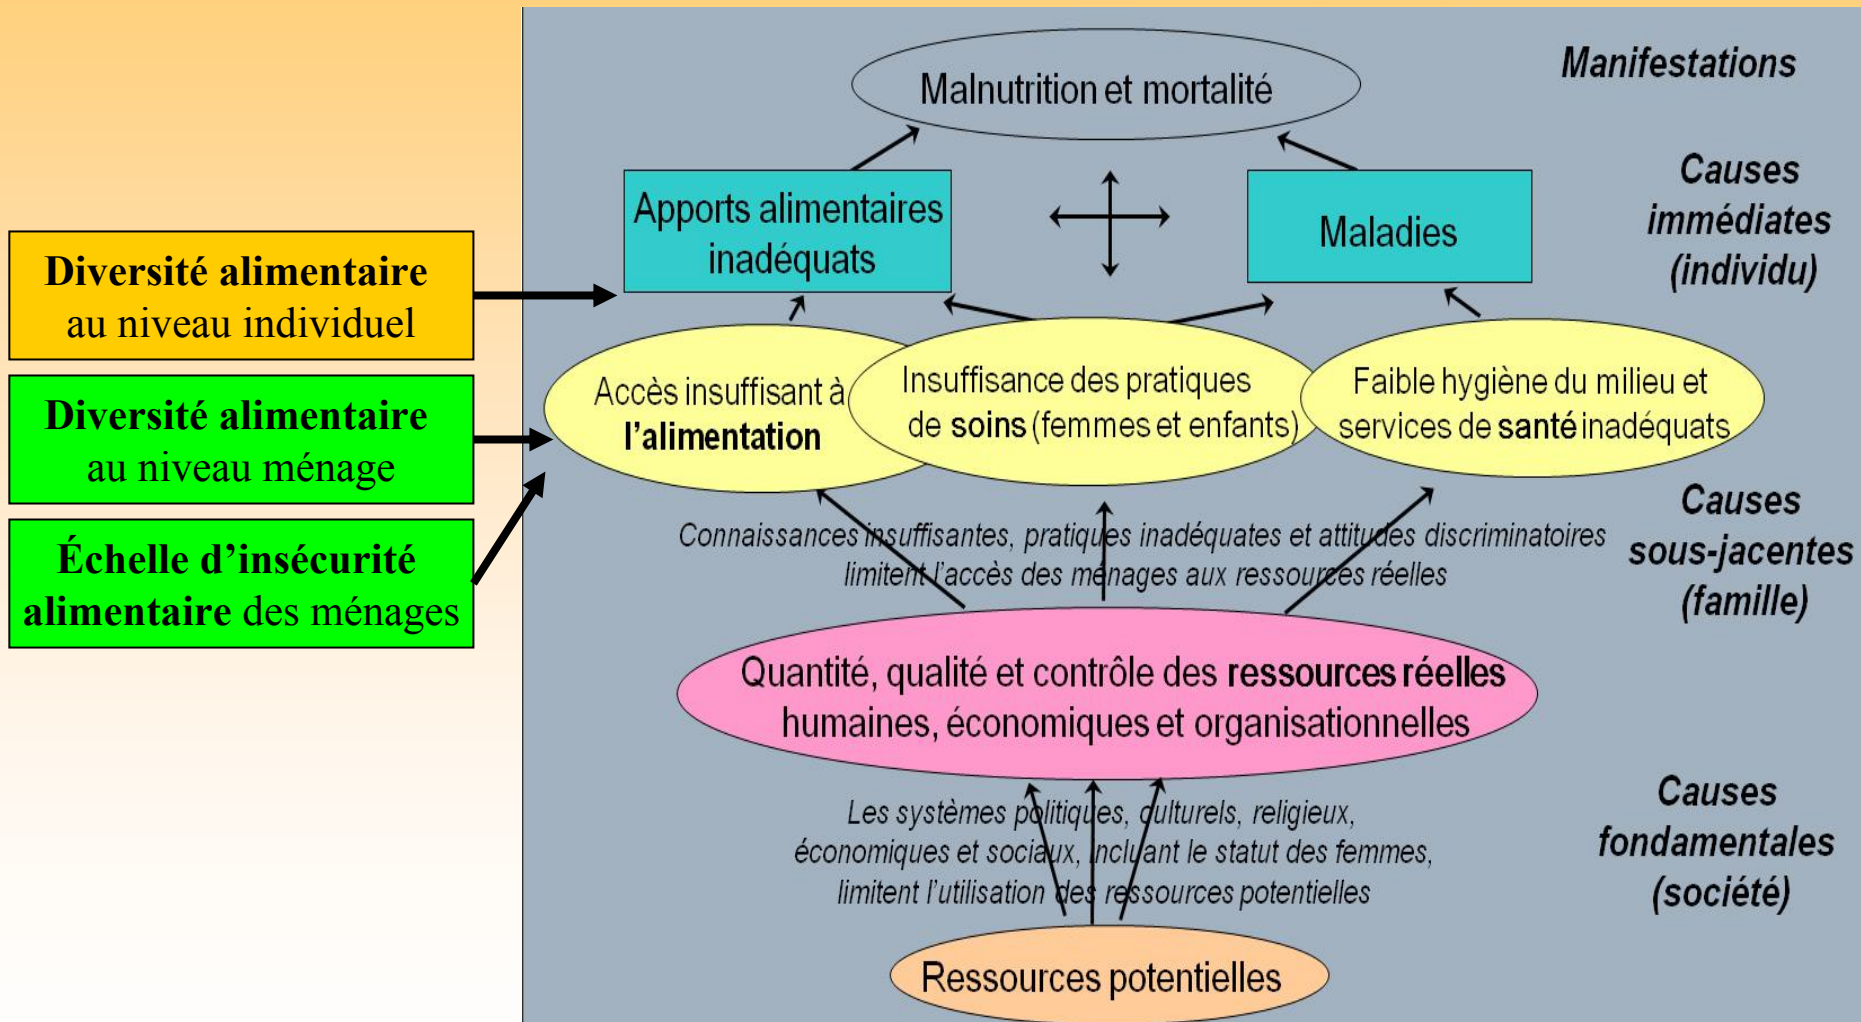 Manifestations
Malnutrition et mortalité
Causes
immédiates
(individu)
Apports alimentaires
inadéquats
Maladies
Diversité alimentaire
au niveau individuel
Diversité alimentaire
au niveau ménage
Échelle d’insécurité
alimentaire des ménages
Accès insuffisant à
l’alimentation
Insuffisance des pratiques
de soins (femmes et enfants)
Faible hygiène du milieu et
services de santé inadéquats
Causes
sous-jacentes
(famille)
Connaissances insuffisantes, pratiques inadéquates et attitudes discriminatoires
limitent l’accès des ménages aux ressources réelles
Quantité, qualité et contrôle des ressources réelles
humaines, économiques et organisationnelles
Causes
fondamentales
(société)
Les systèmes politiques, culturels, religieux,
économiques et sociaux, incluant le statut des femmes,
limitent l’utilisation des ressources potentielles
Ressources potentielles